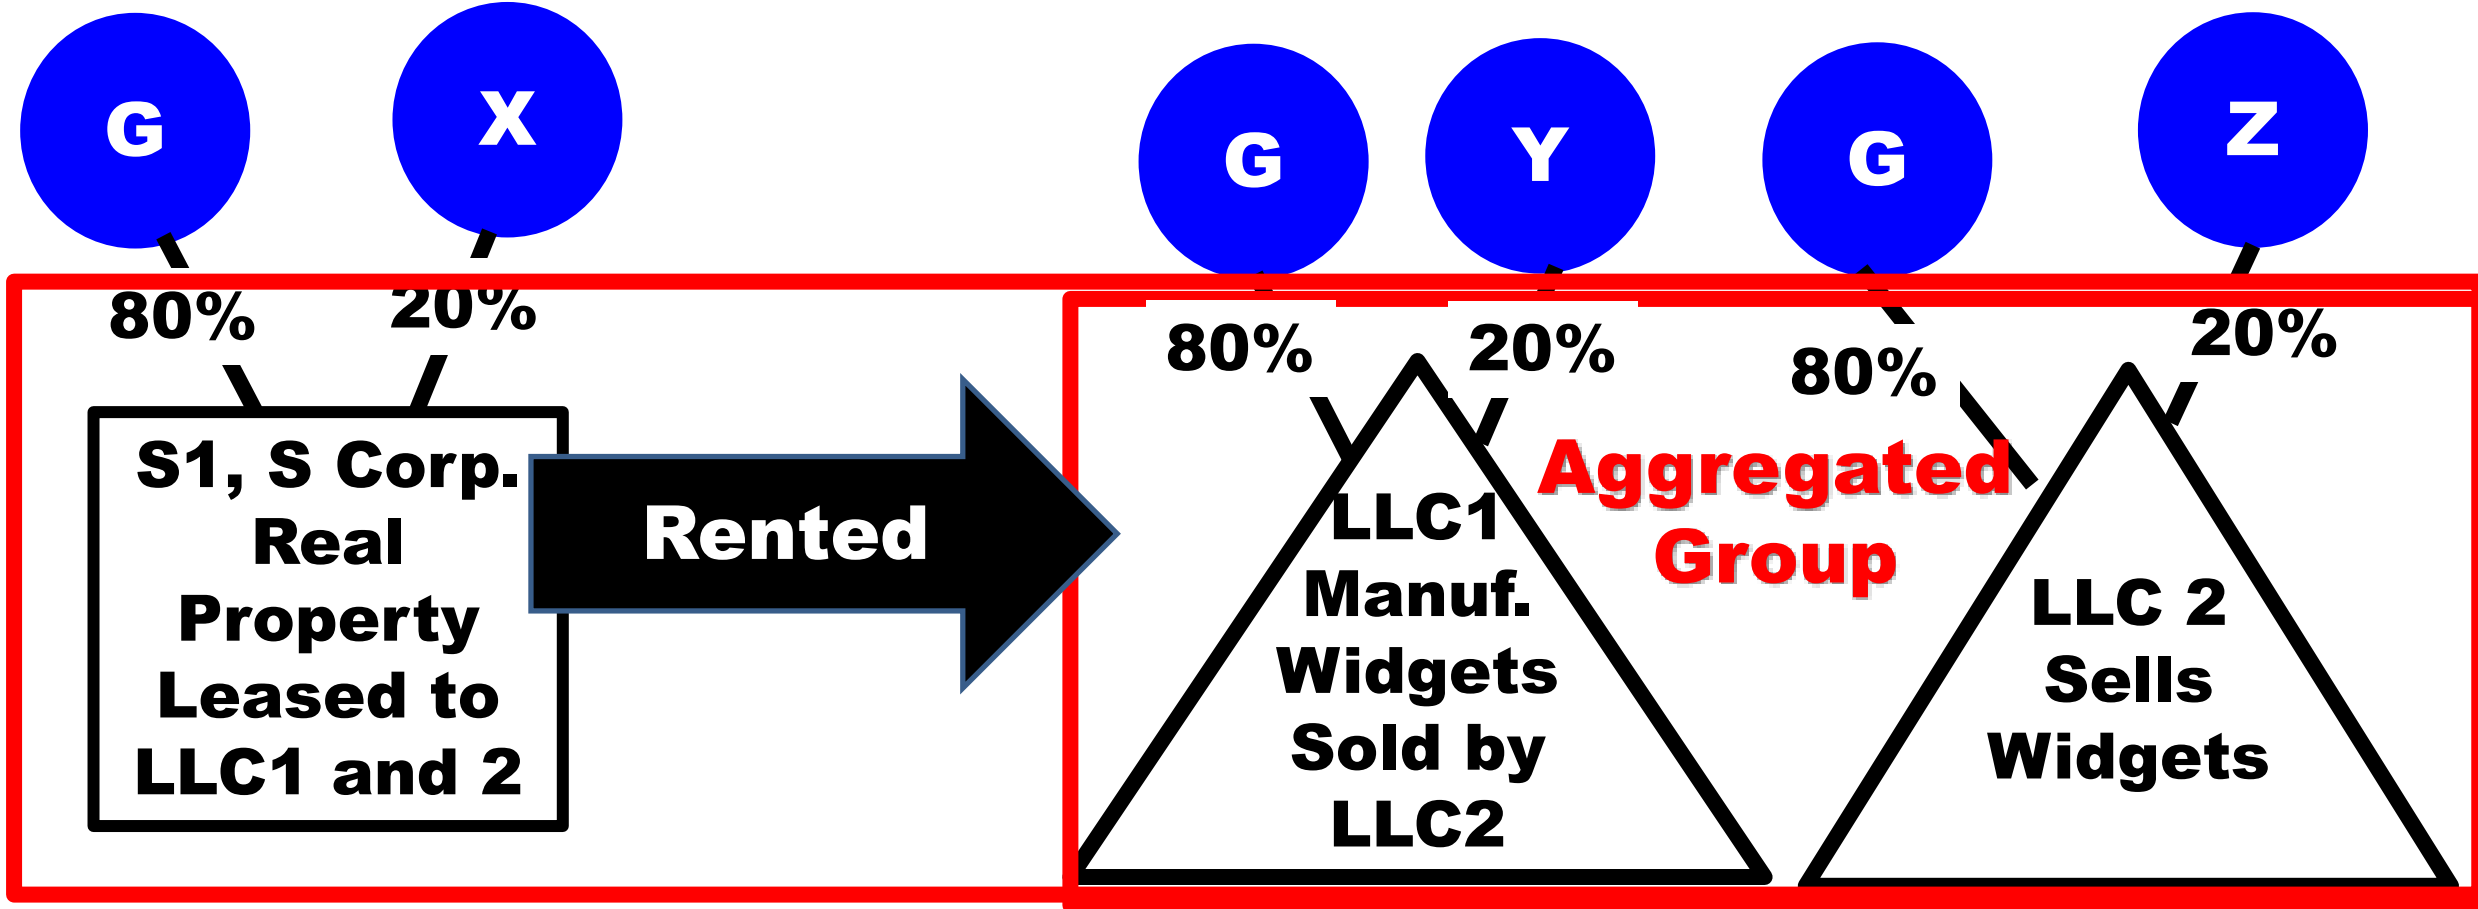 G
X
G
Y
G
Z
80%
20%
80%
20%
80%
20%
S1, S Corp.
Real
Property
Leased to
LLC1 and 2
Rented
LLC1
Manuf.
Widgets
Sold by
LLC2
Aggregated
Group
LLC 2
Sells
Widgets